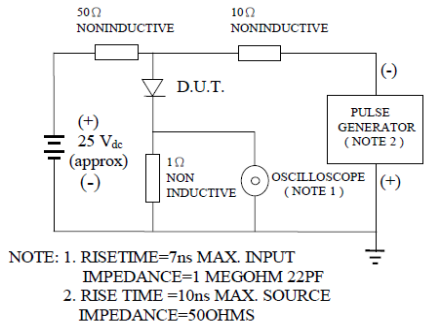 50Ω
NONINDUCTIVE
10Ω
NONINDUCTIVE
D.U.T.
(-)
(+)
25 Vdc
(approx)
(-)
1Ω
NON
INDUCTIVE
OSCILLOSCOPE
( NOTE 1 )
PULSE
GENERATOR
( NOTE 2 )
(+)
NOTE: 1. RISETIME=7ns MAX. INPUT
IMPEDANCE=1 MEGOHM 22PF
2. RISE TIME =10ns MAX. SOURCE
IMPEDANCE=50OHMS